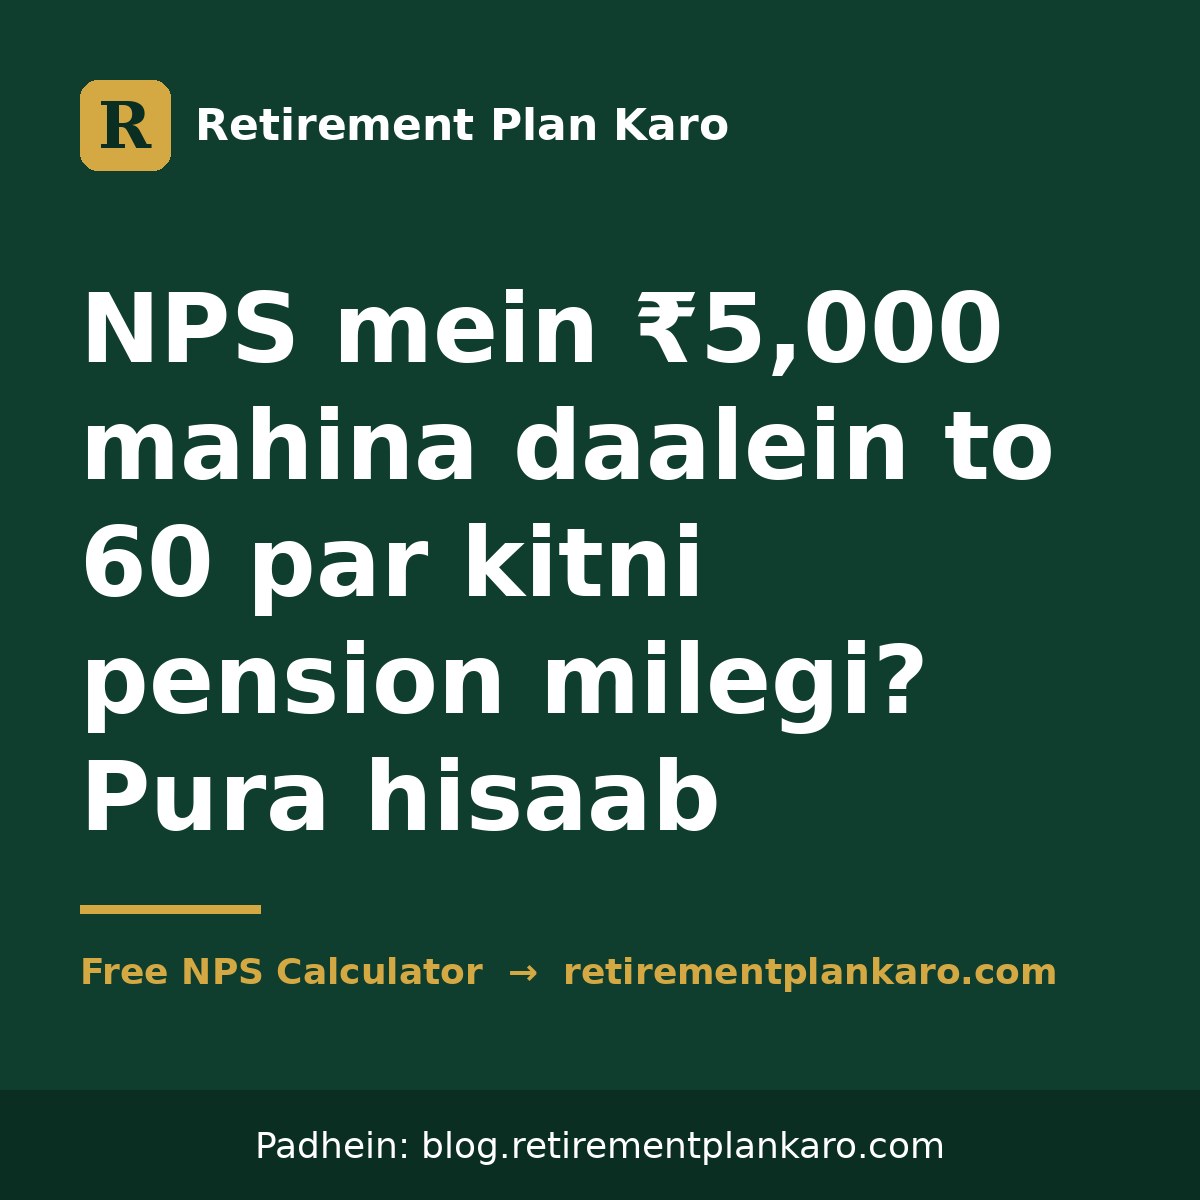 R
Retirement Plan Karo
NPS mein ₹5,000
mahina daalein to
60 par kitni
pension milegi?
Pura hisaab
Free NPS Calculator → retirementplankaro.com
Padhein: blog.retirementplankaro.com